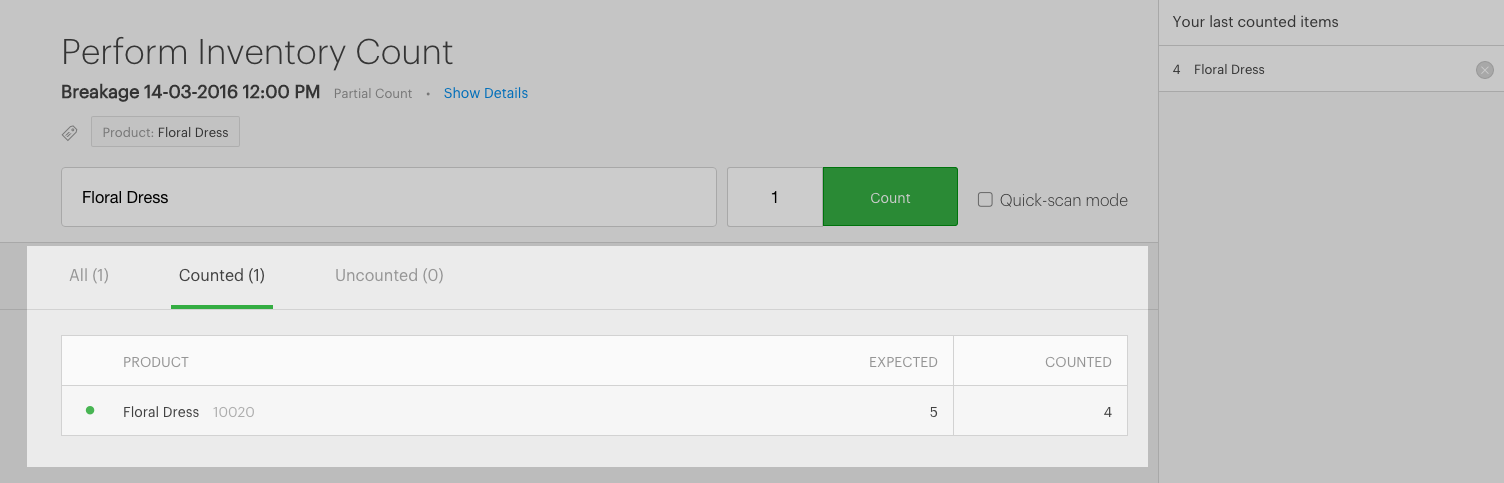 Perform Inventory Count
Breakage 14-03-2016 12:00 PM Partial Count • Show Details
Product: Floral Dress
Floral Dress 1 Count Quick-scan mode
All (1) Counted (1) Uncounted (0)
PRODUCT EXPECTED COUNTED
Floral Dress 10020 5 4
Your last counted items
4 Floral Dress